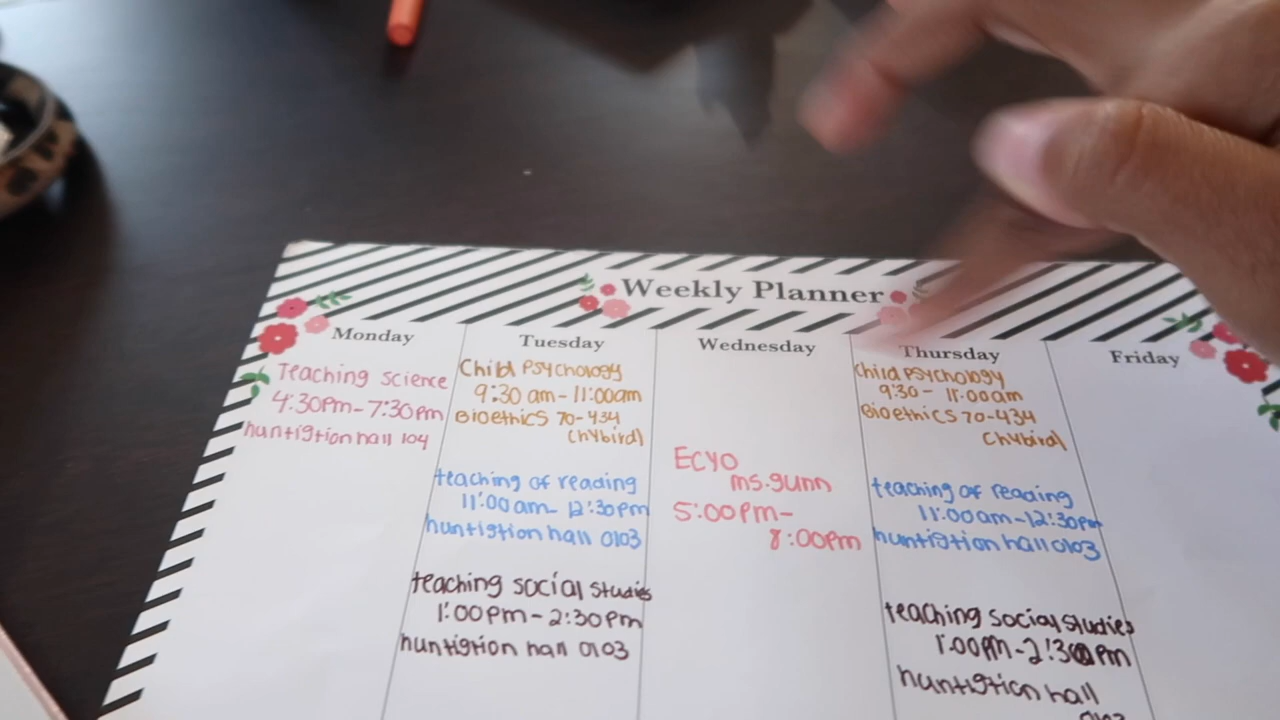 Weekly Planner
Monday
Teaching science
4:30pm-7:30pm
huntigtion hall 104
Tuesday
Child Psychology
9:30 am-11:00am
Bioethics 70-434
(hybird)
teaching of reading
11:00am-12:30pm
huntigtion hall 0103
teaching social studies
1:00pm-2:30pm
huntigtion hall 0103
Wednesday
ECYO
ms.gunn
5:00pm-
8:00pm
Thursday
Child Psychology
9:30- 11:00am
Bioethics 70-434
(hybird)
teaching of reading
11:00am-12:30pm
huntigtion hall 0103
teaching social studies
1:00pm-2:30pm
huntigtion hall
0103
Friday